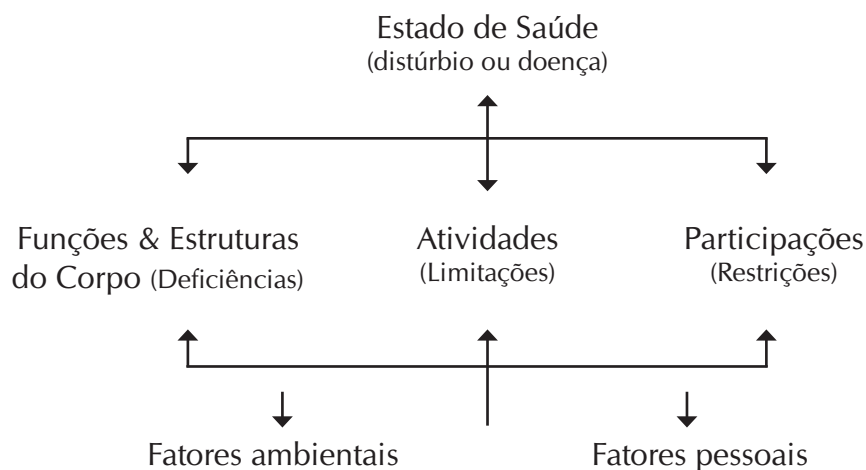 Estado de Saúde
(distúrbio ou doença)
Funções & Estruturas
do Corpo (Deficiências)
Atividades
(Limitações)
Participações
(Restrições)
Fatores ambientais
Fatores pessoais